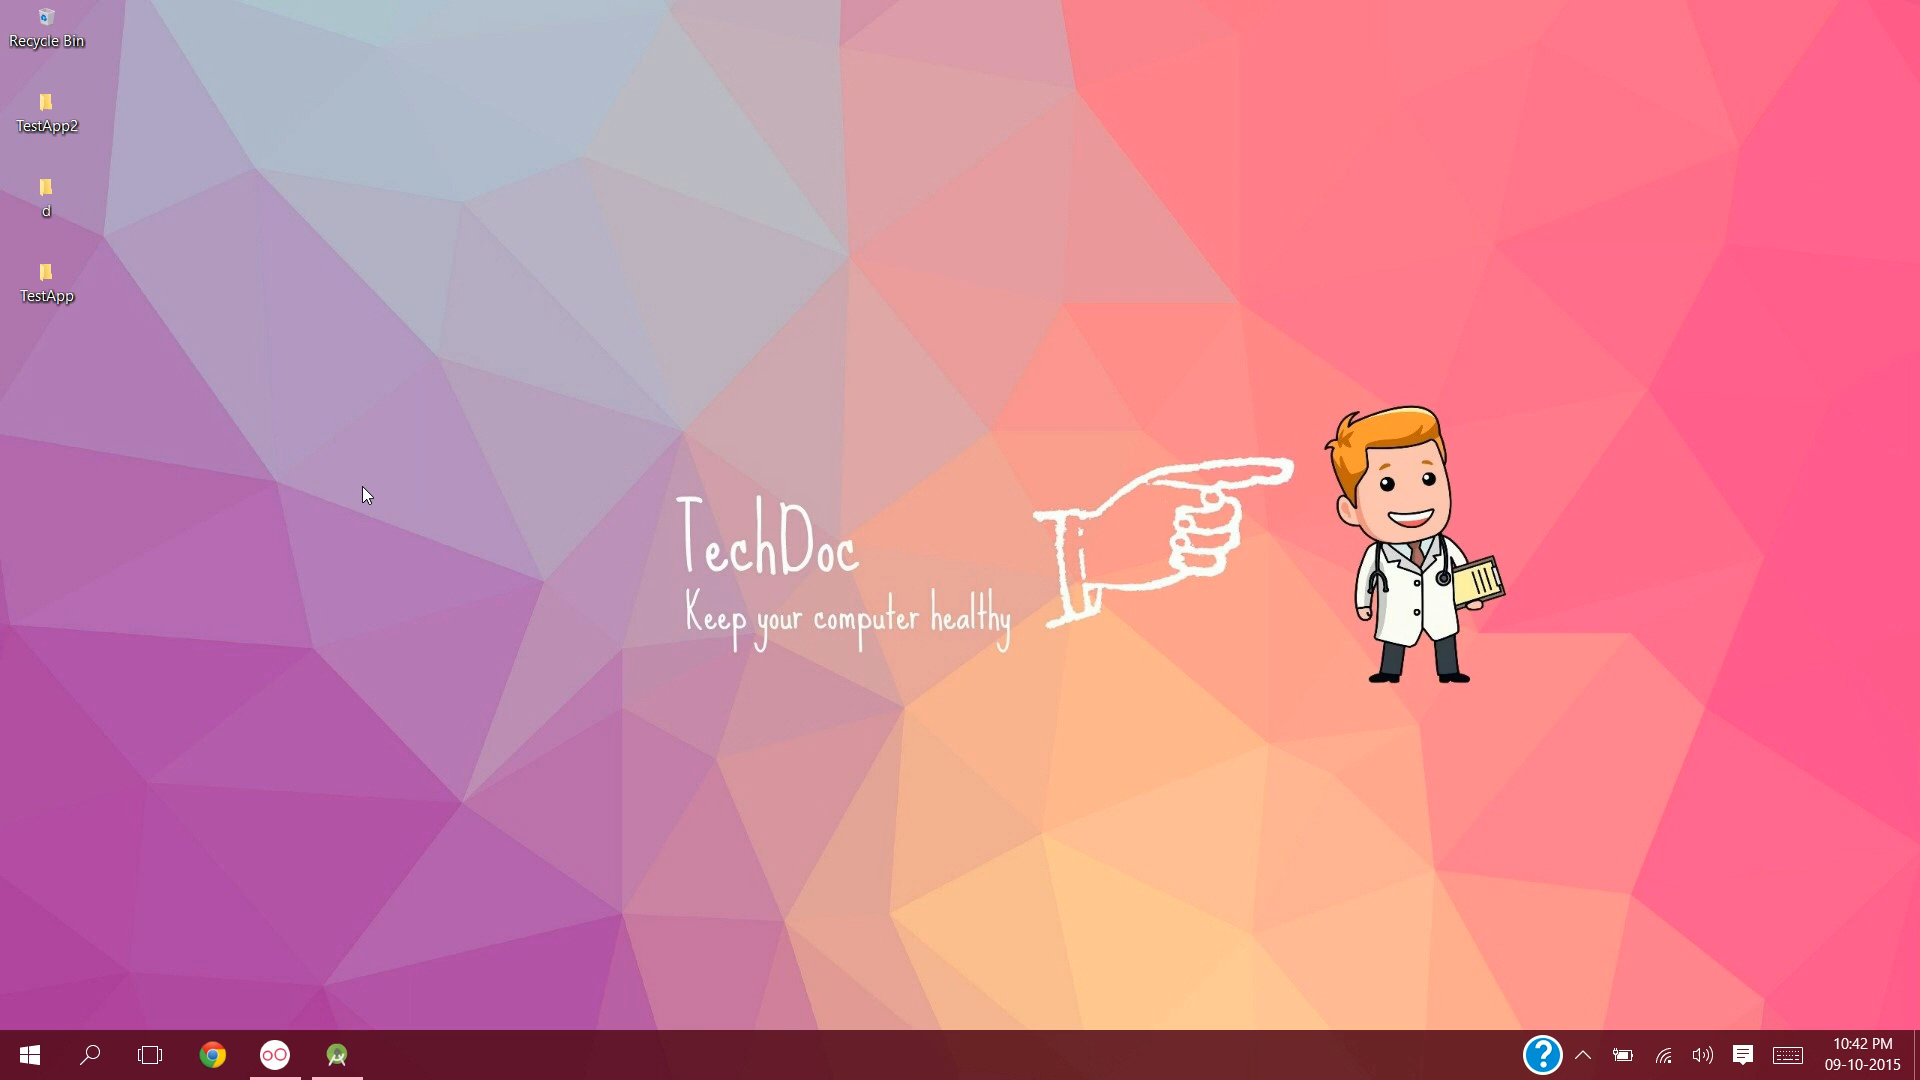 Recycle Bin
TestApp2
d
TestApp
TechDoc
Keep your computer healthy
?
10:42 PM
09-10-2015